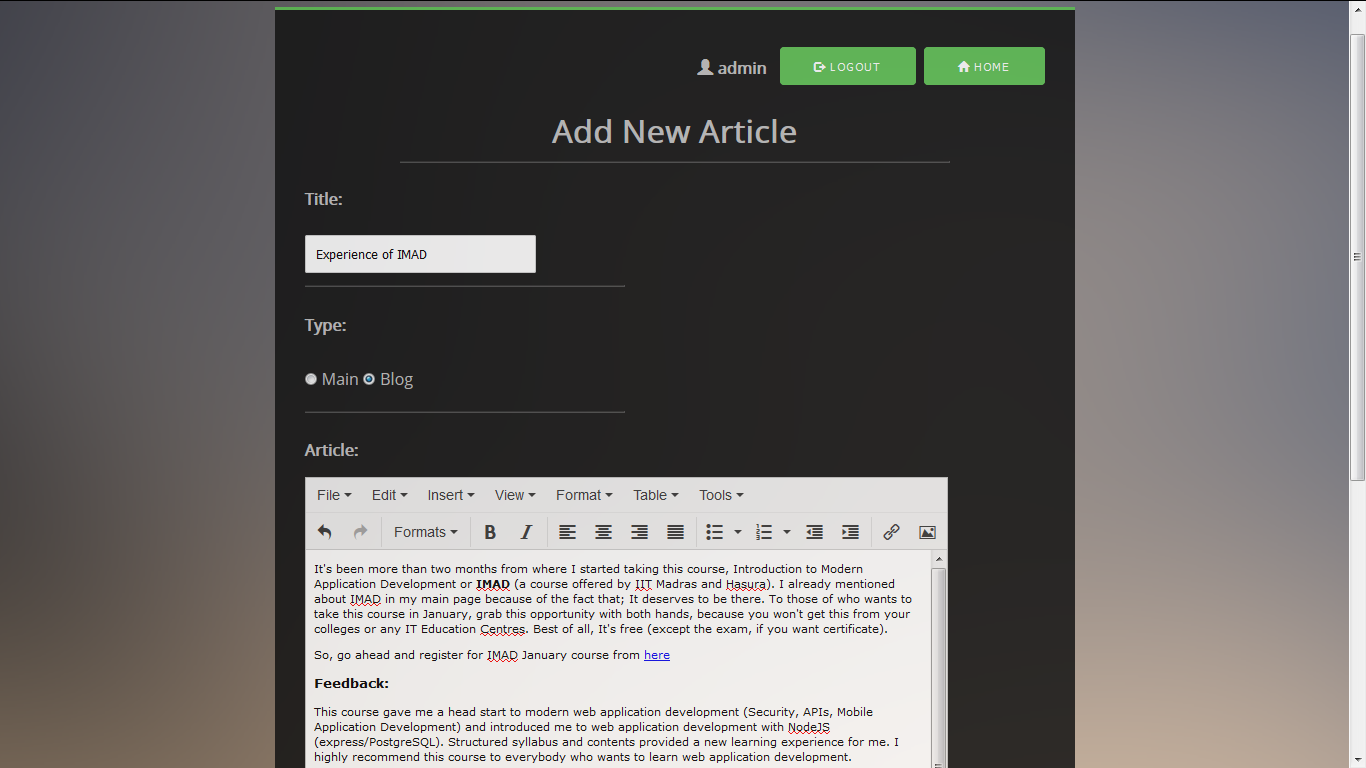 admin LOGOUT HOME
Add New Article
Title:
Experience of IMAD
Type:
Main Blog
Article:
File Edit Insert View Format Table Tools
Formats B I
It's been more than two months from where I started taking this course, Introduction to Modern
Application Development or IMAD (a course offered by IIT Madras and Hasura). I already mentioned
about IMAD in my main page because of the fact that; It deserves to be there. To those of who wants to
take this course in January, grab this opportunity with both hands, because you won't get this from your
colleges or any IT Education Centres. Best of all, It's free (except the exam, if you want certificate).
So, go ahead and register for IMAD January course from here
Feedback:
This course gave me a head start to modern web application development (Security, APIs, Mobile
Application Development) and introduced me to web application development with NodeJS
(express/PostgreSQL). Structured syllabus and contents provided a new learning experience for me. I
highly recommend this course to everybody who wants to learn web application development.